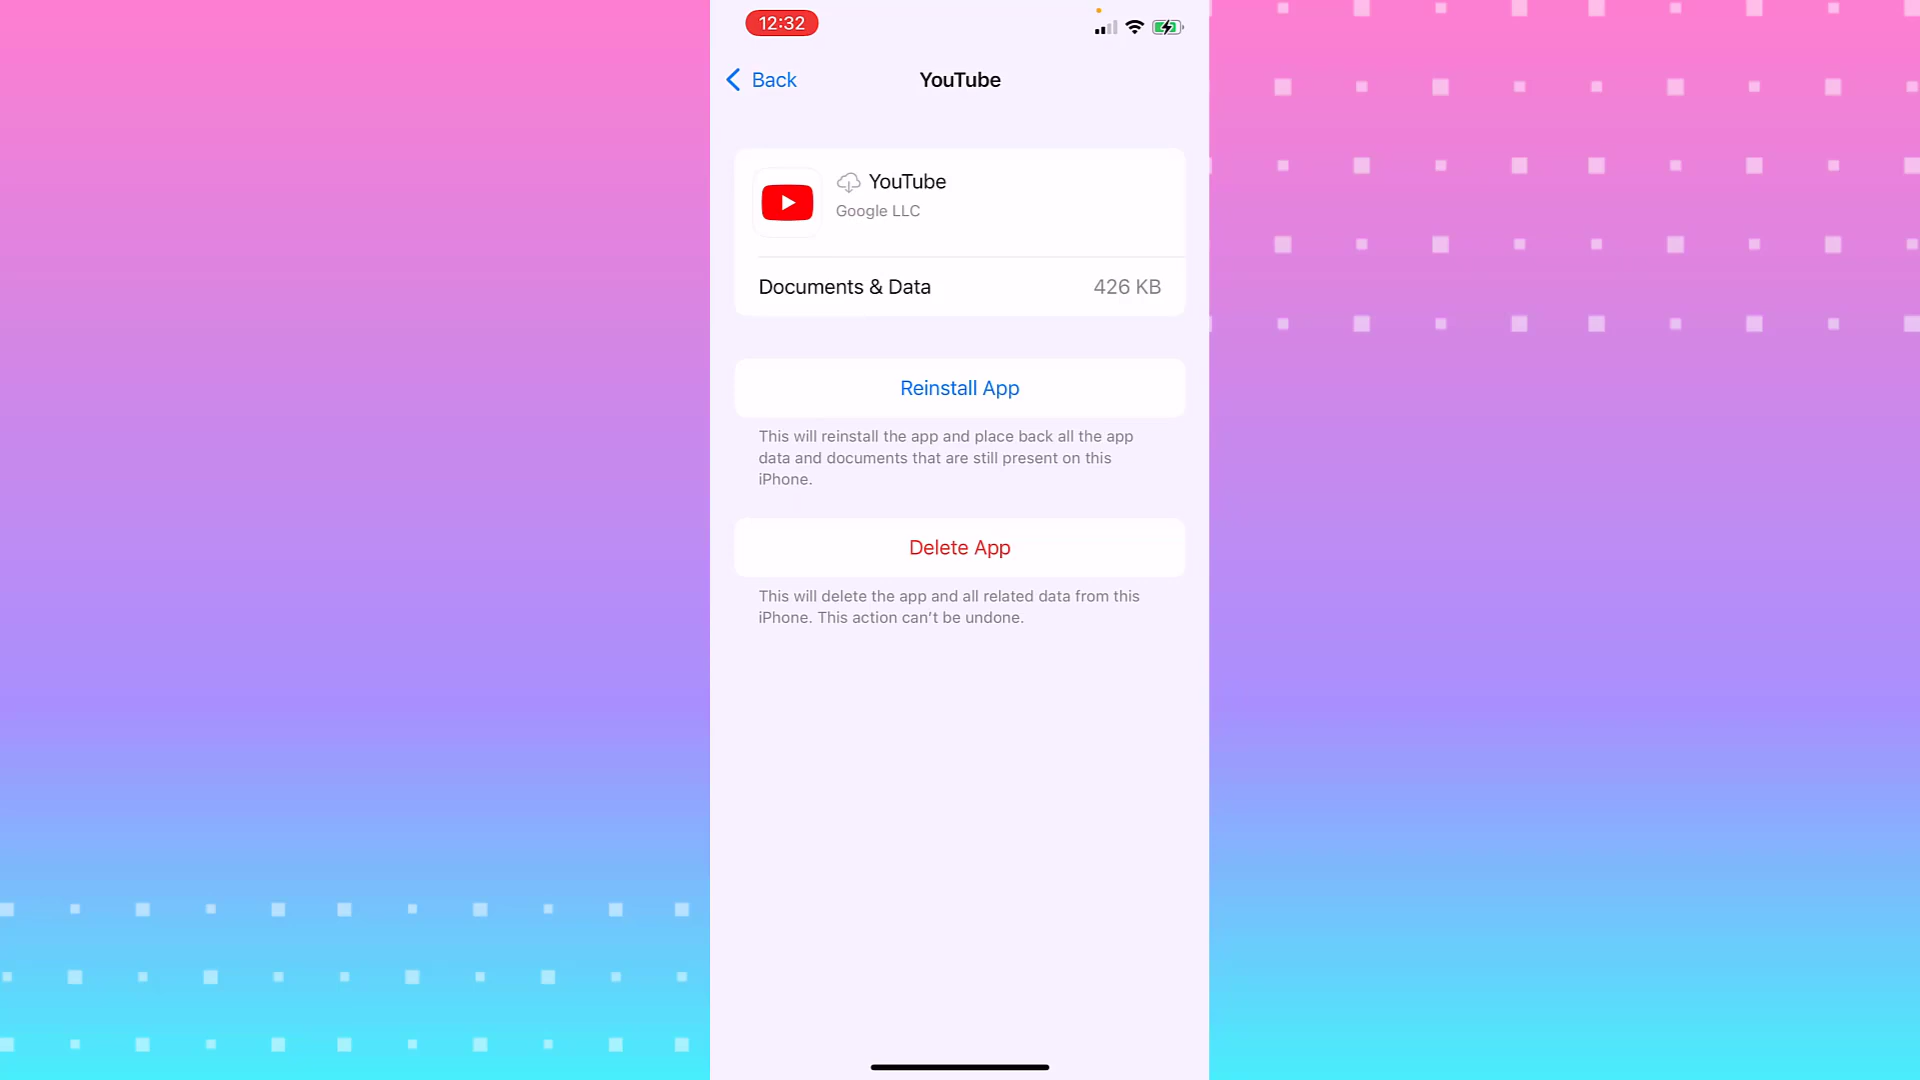 12:32
Back
YouTube
YouTube
Google LLC
Documents & Data 426 KB
Reinstall App
This will reinstall the app and place back all the app
data and documents that are still present on this
iPhone.
Delete App
This will delete the app and all related data from this
iPhone. This action can’t be undone.